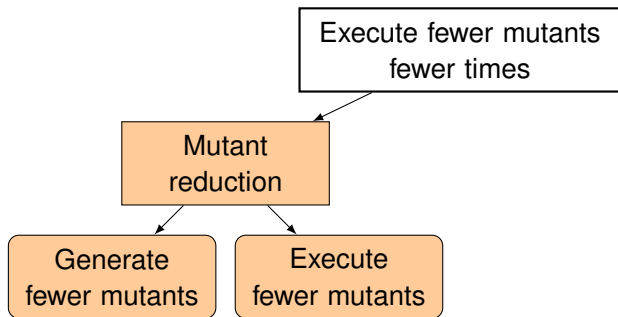 Execute fewer mutants
fewer times
Mutant
reduction
Generate
fewer mutants
Execute
fewer mutants